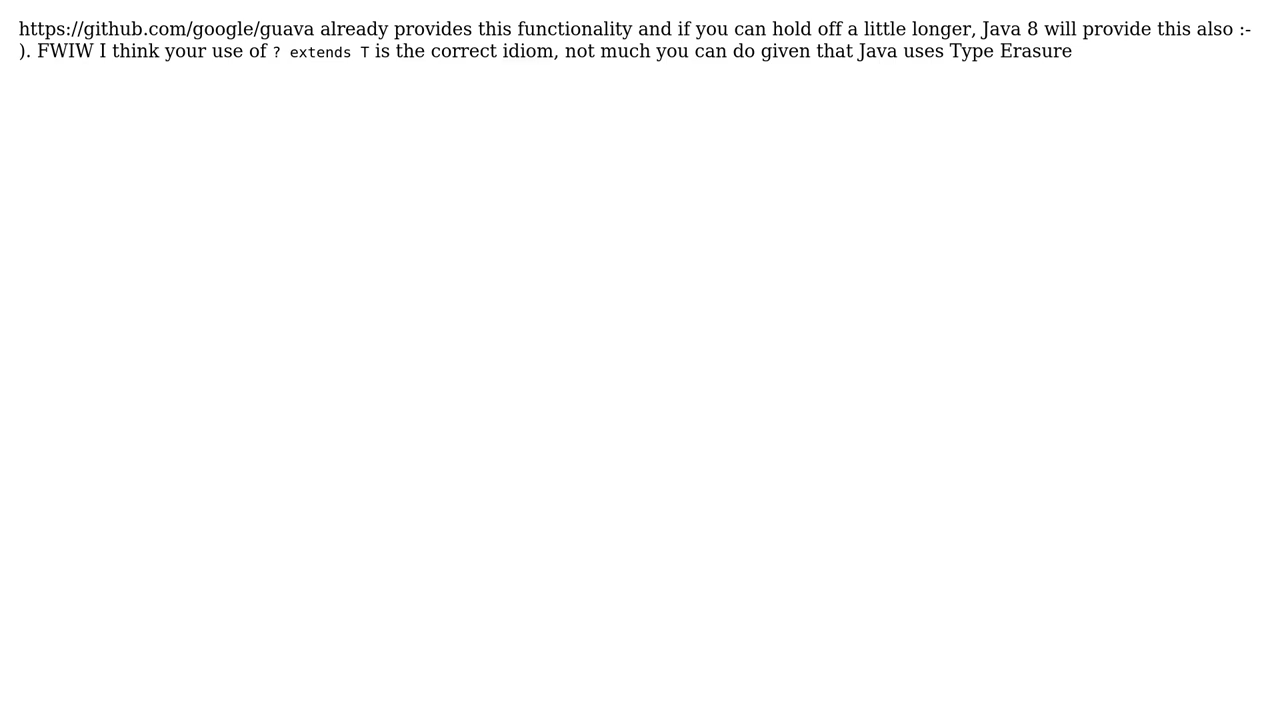 https://github.com/google/guava already provides this functionality and if you can hold off a little longer, Java 8 will provide this also :-
). FWIW I think your use of ? extends T is the correct idiom, not much you can do given that Java uses Type Erasure